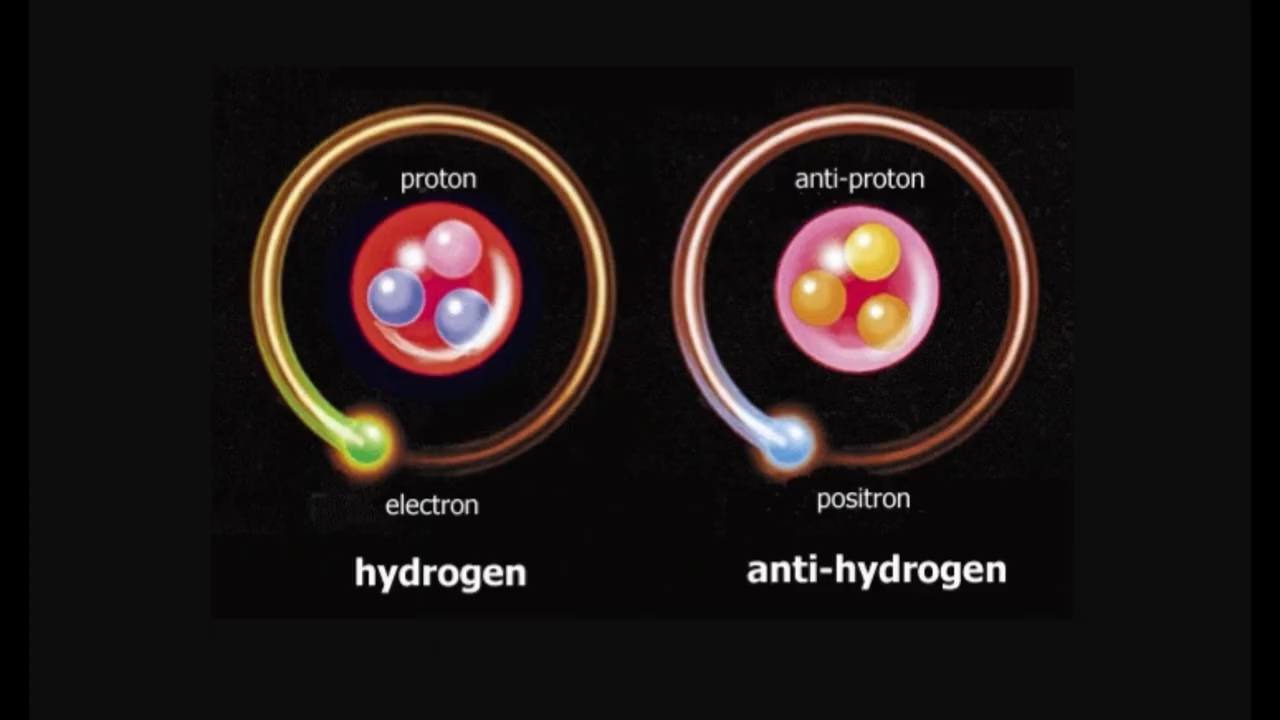 proton
electron
hydrogen
anti-proton
positron
anti-hydrogen